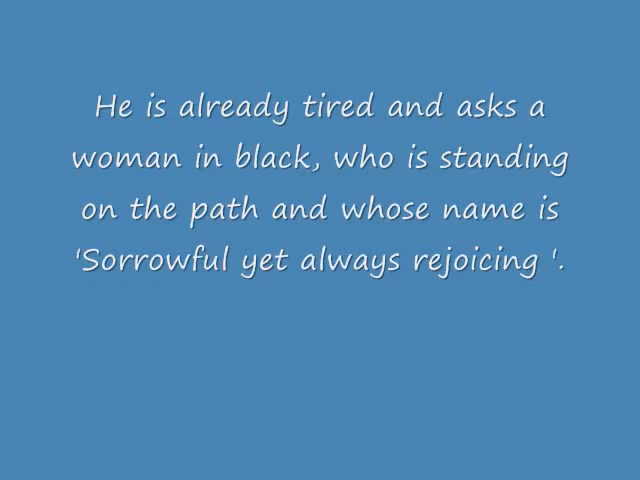 He is already tired and asks a
woman in black, who is standing
on the path and whose name is
'Sorrowful yet always rejoicing '.